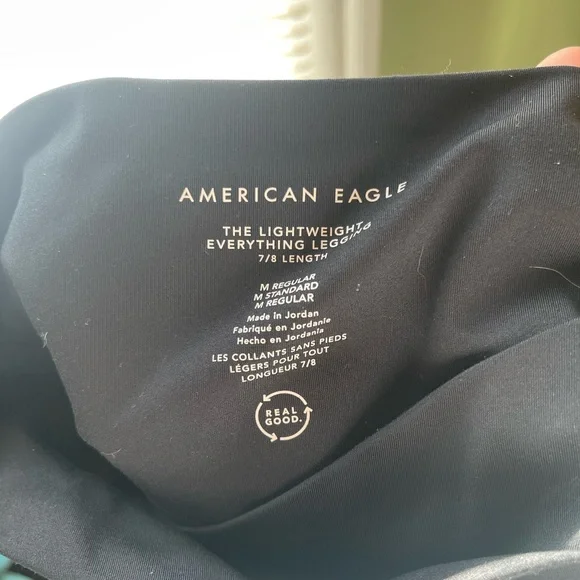 AMERICAN EAGLE
THE LIGHTWEIGHT
EVERYTHING LEGGING
7/8 LENGTH
M REGULAR
M STANDARD
M REGULAR
Made in Jordan
Fabriqué en Jordanie
Hecho en Jordania
LES COLLANTS SANS PIEDS
LÉGERS POUR TOUT
LONGUEUR 7/8
REAL
GOOD.